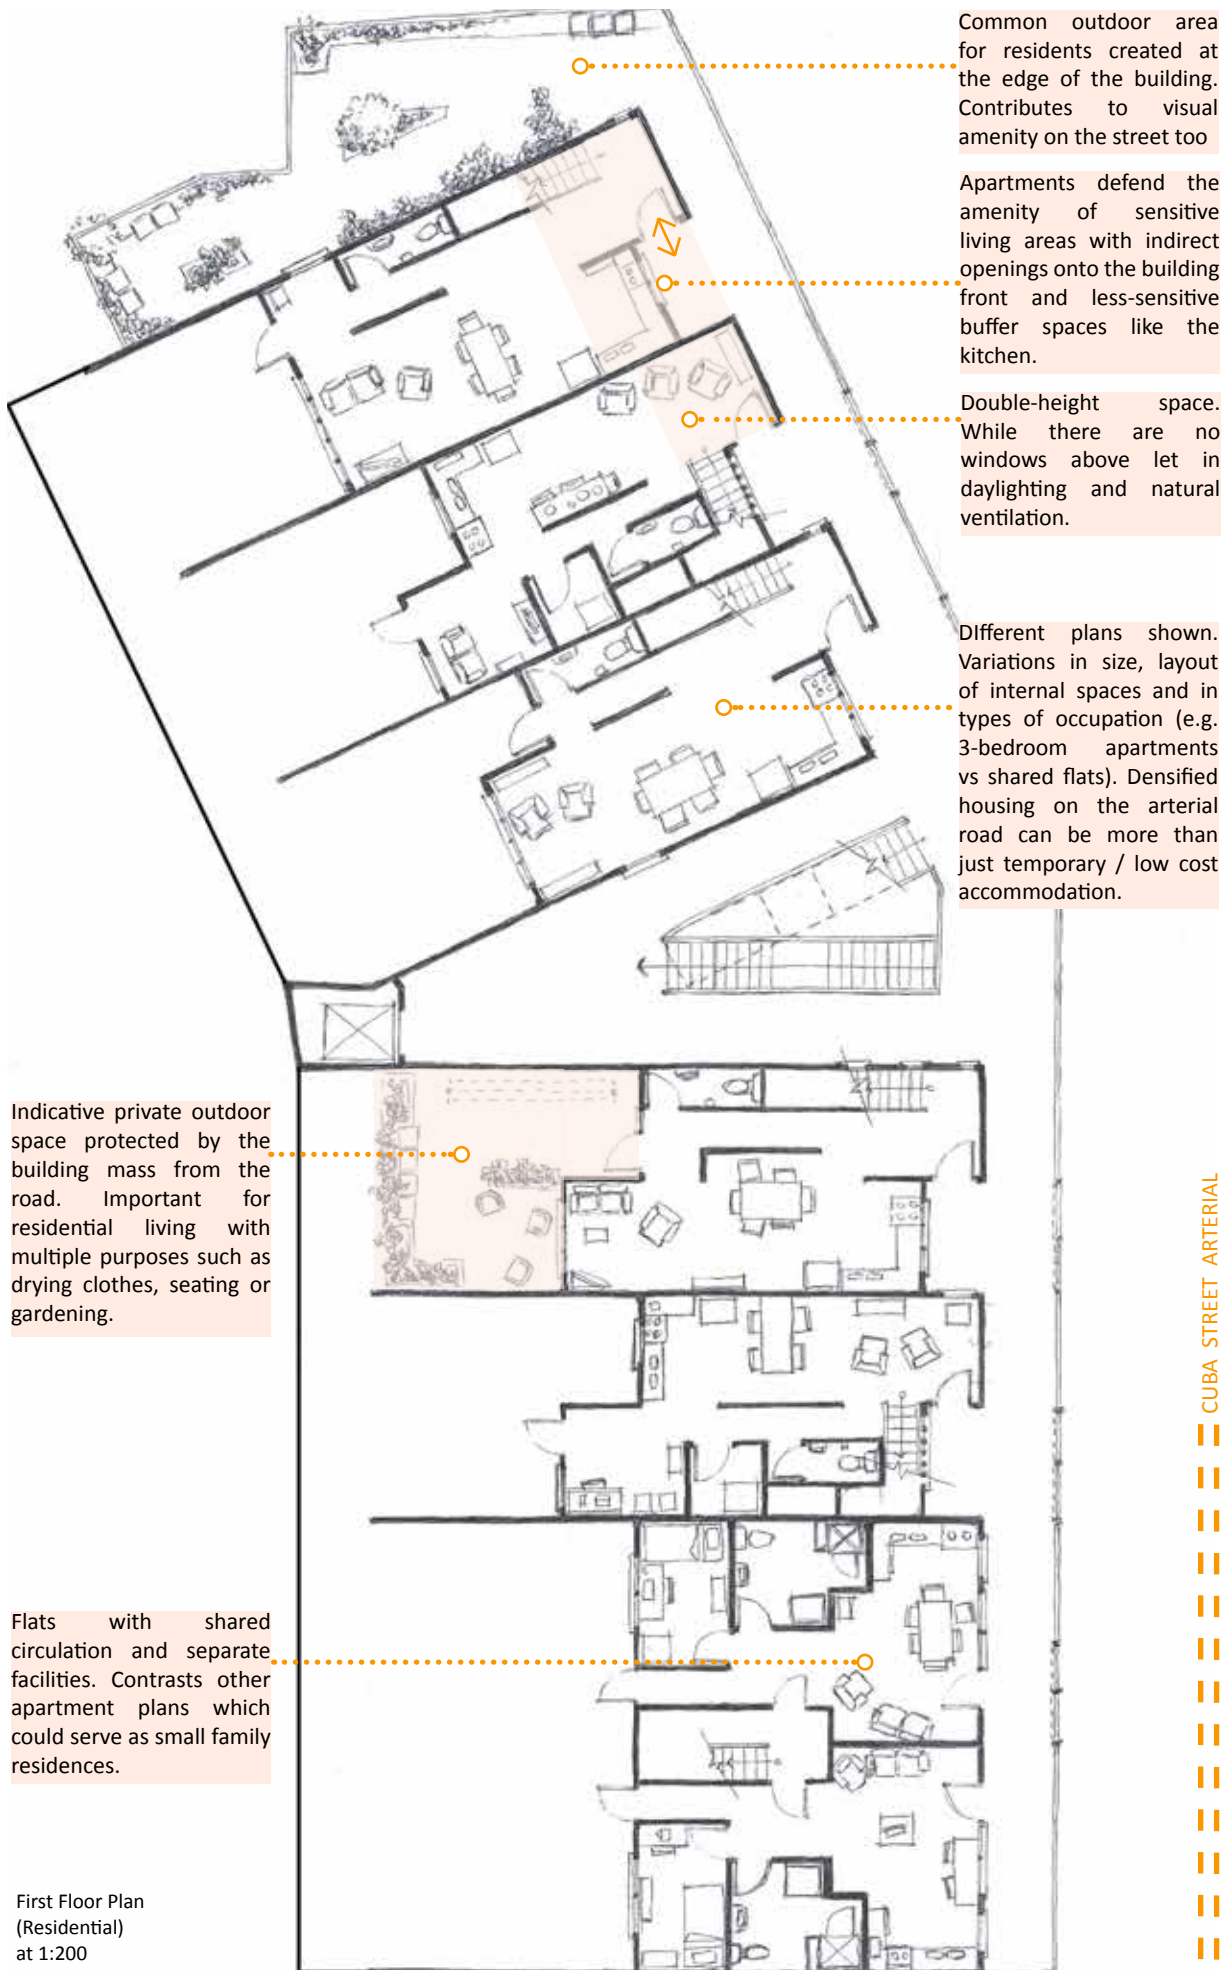 Common outdoor area
for residents created at
the edge of the building.
Contributes to visual
amenity on the street too
Apartments defend the
amenity of sensitive
living areas with indirect
openings onto the building
front and less-sensitive
buffer spaces like the
kitchen.
Double-height space.
While there are no
windows above let in
daylighting and natural
ventilation.
DIfferent plans shown.
Variations in size, layout
of internal spaces and in
types of occupation (e.g.
3-bedroom apartments
vs shared flats). Densified
housing on the arterial
road can be more than
just temporary / low cost
accommodation.
Indicative private outdoor
space protected by the
building mass from the
road. Important for
residential living with
multiple purposes such as
drying clothes, seating or
gardening.
CUBA STREET ARTERIAL
Flats with shared
circulation and separate
facilities. Contrasts other
apartment plans which
could serve as small family
residences.
First Floor Plan
(Residential)
at 1:200